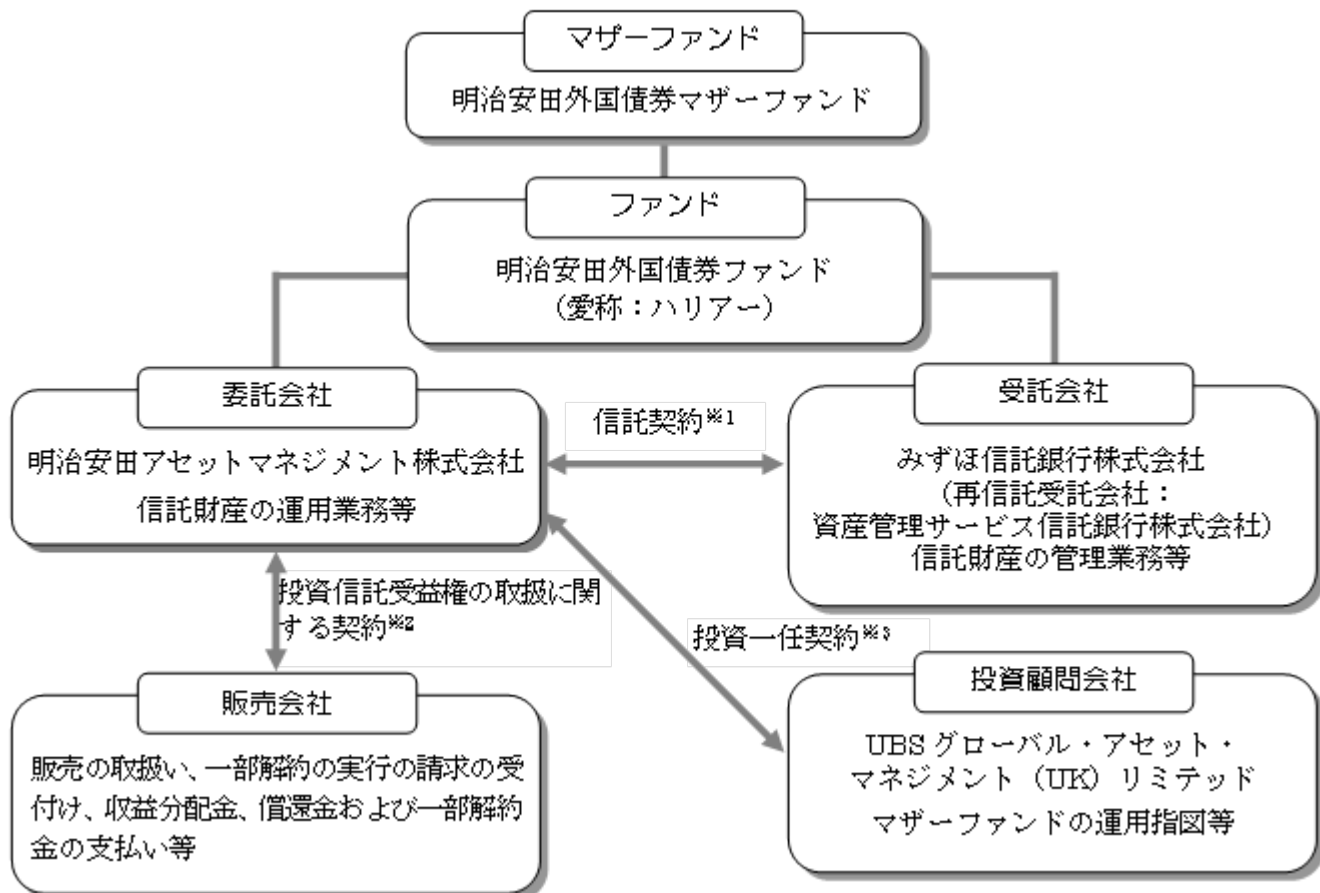 マザーファンド
明治安田外国債券マザーファンド
ファンド
明治安田外国債券ファンド
（愛称：ハリアー）
委託会社
明治安田アセットマネジメント株式会社
信託財産の運用業務等
信託契約※1
受託会社
みずほ信託銀行株式会社
（再信託受託会社：
資産管理サービス信託銀行株式会社）
信託財産の管理業務等
投資信託受益権の取扱に関
する契約※2
投資一任契約※3
販売会社
販売の取扱い、一部解約の実行の請求の受
付け、収益分配金、償還金および一部解約
金の支払い等
投資顧問会社
UBS グローバル・アセット・
マネジメント（UK）リミテッド
マザーファンドの運用指図等